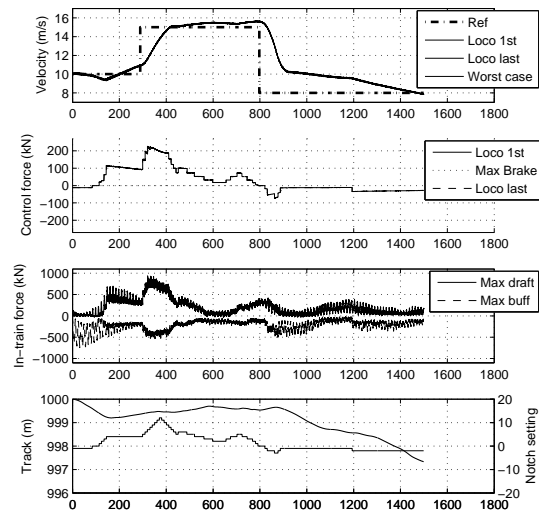 16
14
12
10
8
Velocity (m/s)
Ref
Loco 1st
Loco last
Worst case
0 200 400 600 800 1000 1200 1400 1600 1800
200
100
0
−100
−200
Control force (kN)
Loco 1st
Max Brake
Loco last
0 200 400 600 800 1000 1200 1400 1600 1800
1000
500
0
−500
−1000
In−train force (kN)
Max draft
Max buff
0 200 400 600 800 1000 1200 1400 1600 1800
1000
999
998
997
996
Track (m)
20
10
0
−10
−20
Notch setting
0 200 400 600 800 1000 1200 1400 1600 1800